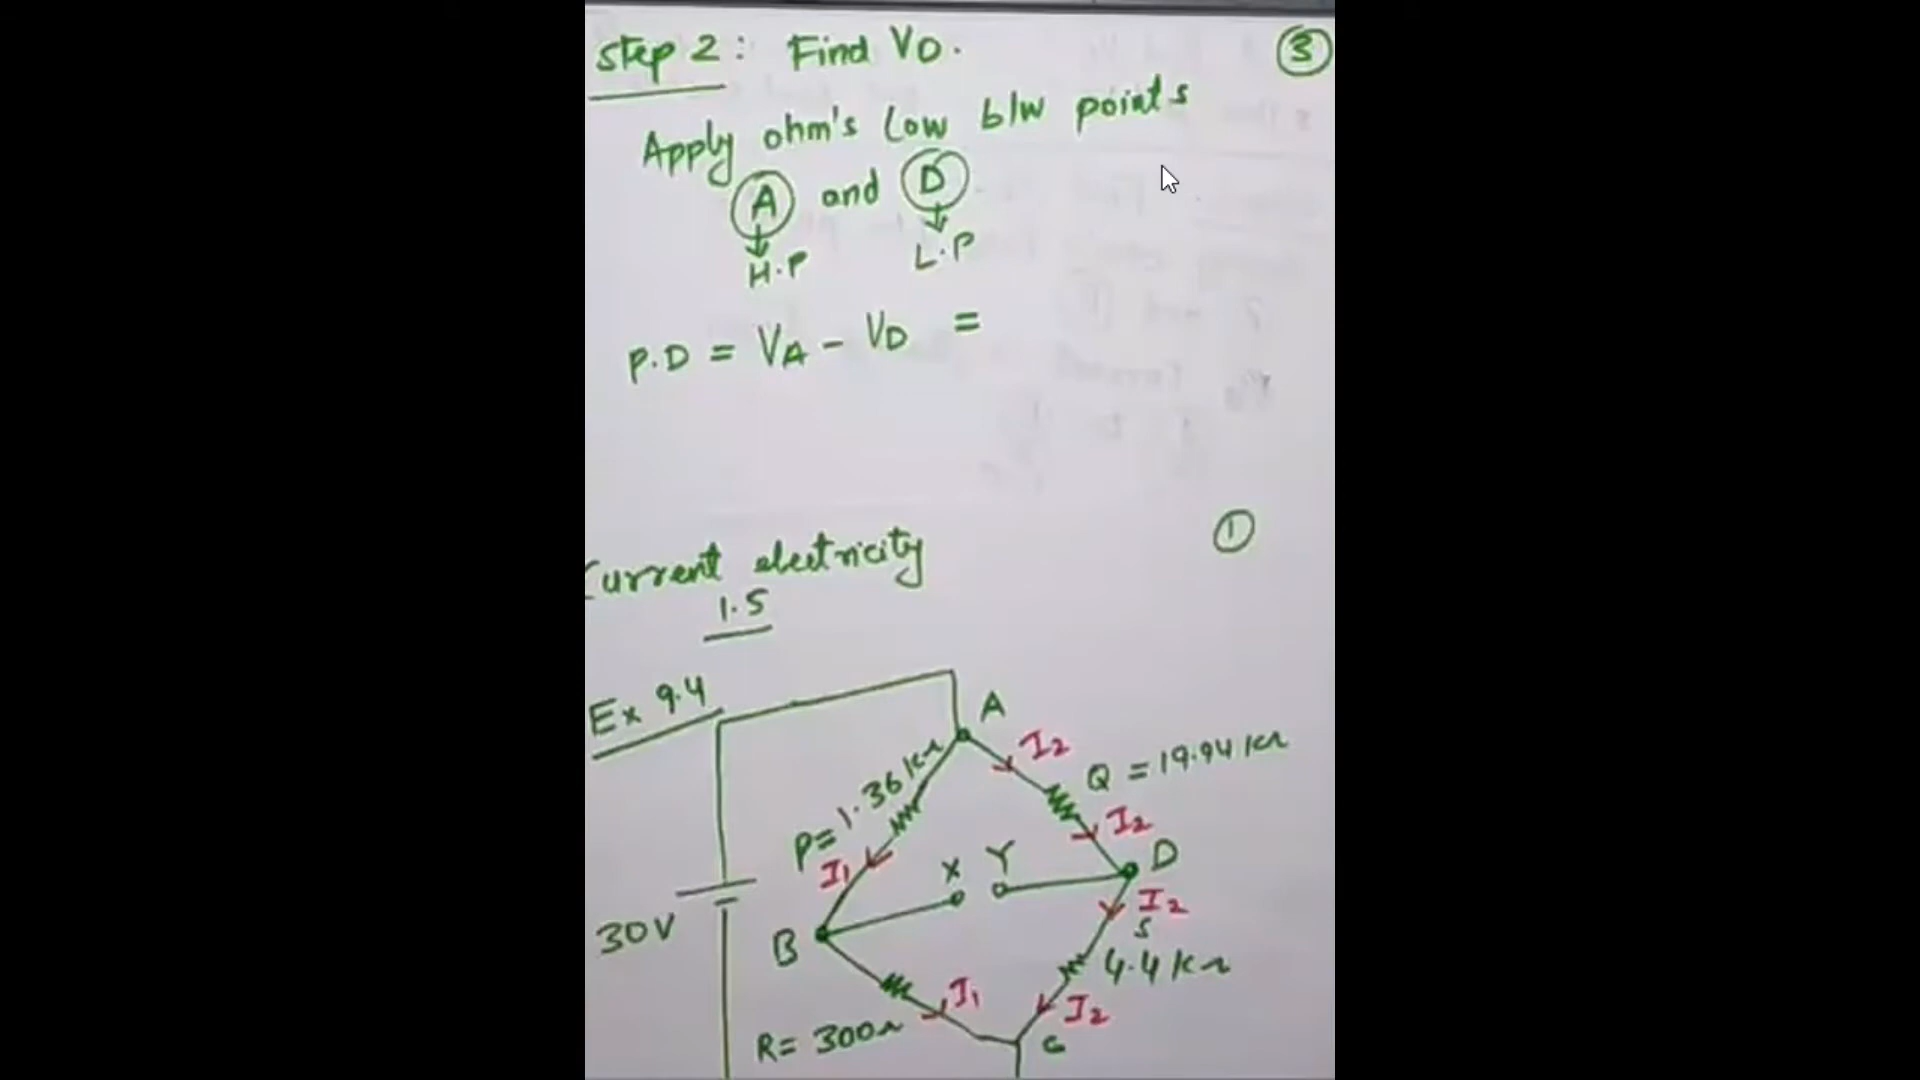 Step 2: Find VD.
3
Apply ohm's Low b/w points
A and D
H.P L.P
P.D = VA - VD =
Current electricity
1
1.5
Ex 9.4
A
I2
P= 1.36 KΩ
Q = 19.94 KΩ
I2
I1
X Y D
I2
30V
B
S
4.4 KΩ
I1
I2
R= 300Ω
C